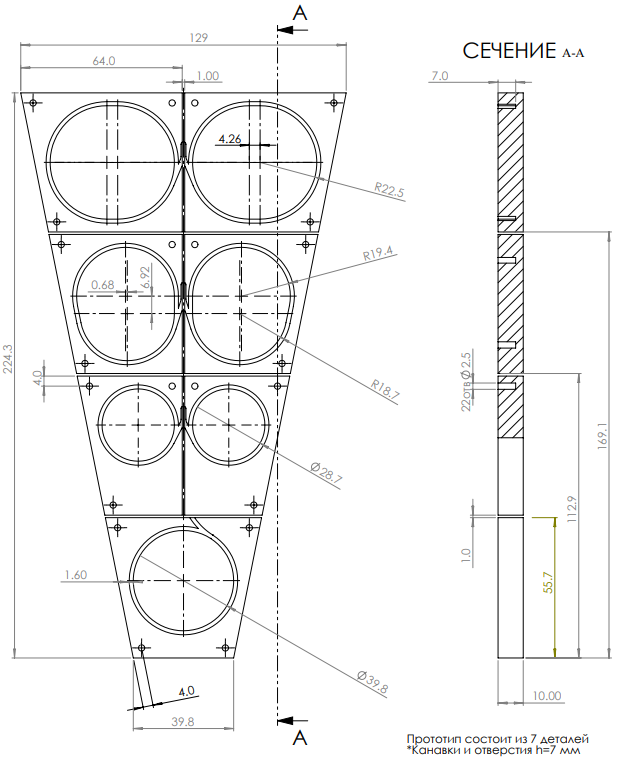 A
129
СЕЧЕНИЕ А-А
64.0
1.00
7.0
4.26
R22.5
R19.4
0.68
6.92
224.3
4.0
R18.7
22отв Ø 2.5
169.1
Ø28.7
112.9
1.0
1.60
55.7
Ø39.8
4.0
10.00
39.8
A
Прототип состоит из 7 деталей
*Канавки и отверстия h=7 мм